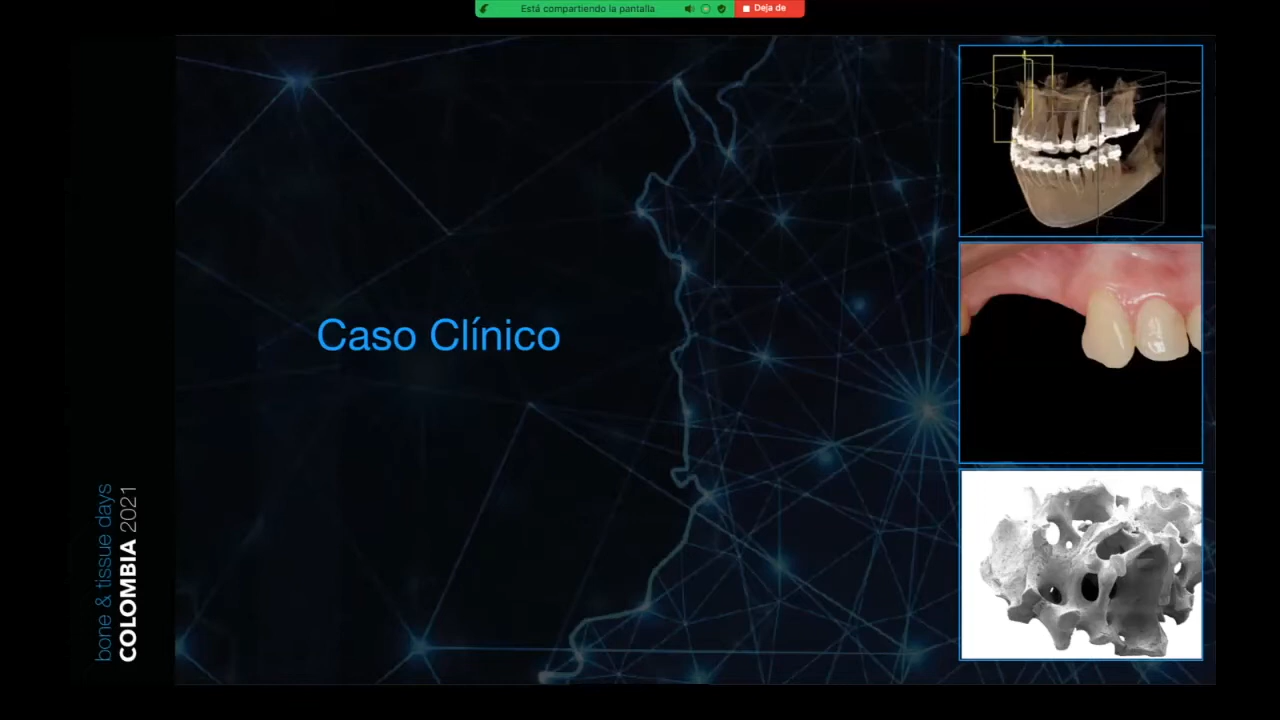 Está compartiendo la pantalla
Deja de
Caso Clínico
bone & tissue days
COLOMBIA 2021